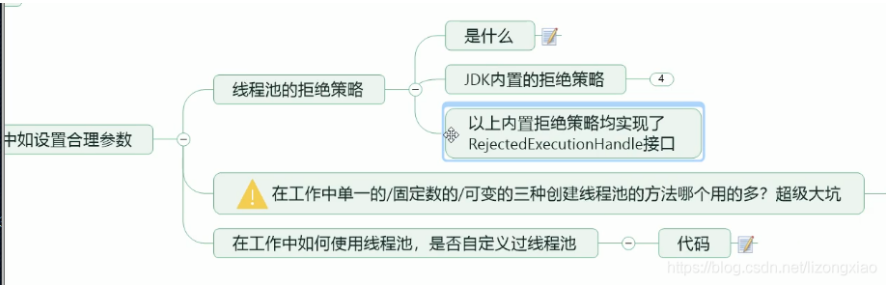 是什么
线程池的拒绝策略
JDK内置的拒绝策略
4
以上内置拒绝策略均实现了
RejectedExecutionHandle接口
中如设置合理参数
在工作中单一的/固定数的/可变的三种创建线程池的方法哪个用的多？超级大坑
在工作中如何使用线程池，是否自定义过线程池
代码
https://blog.csdn.net/lizongxiao